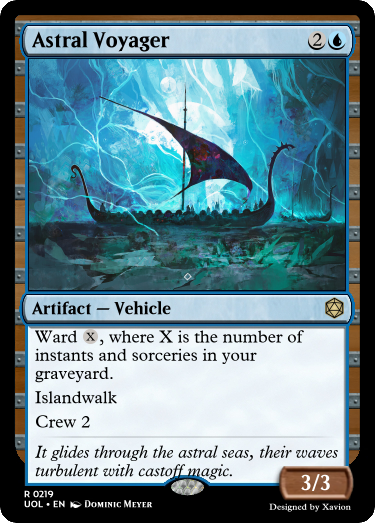 Astral Voyager 2
Artifact — Vehicle
Ward X, where X is the number of
instants and sorceries in your
graveyard.
Islandwalk
Crew 2
It glides through the astral seas, their waves
turbulent with castoff magic.
3/3
R 0219
UOL • EN Dominic Meyer
Designed by Xavion